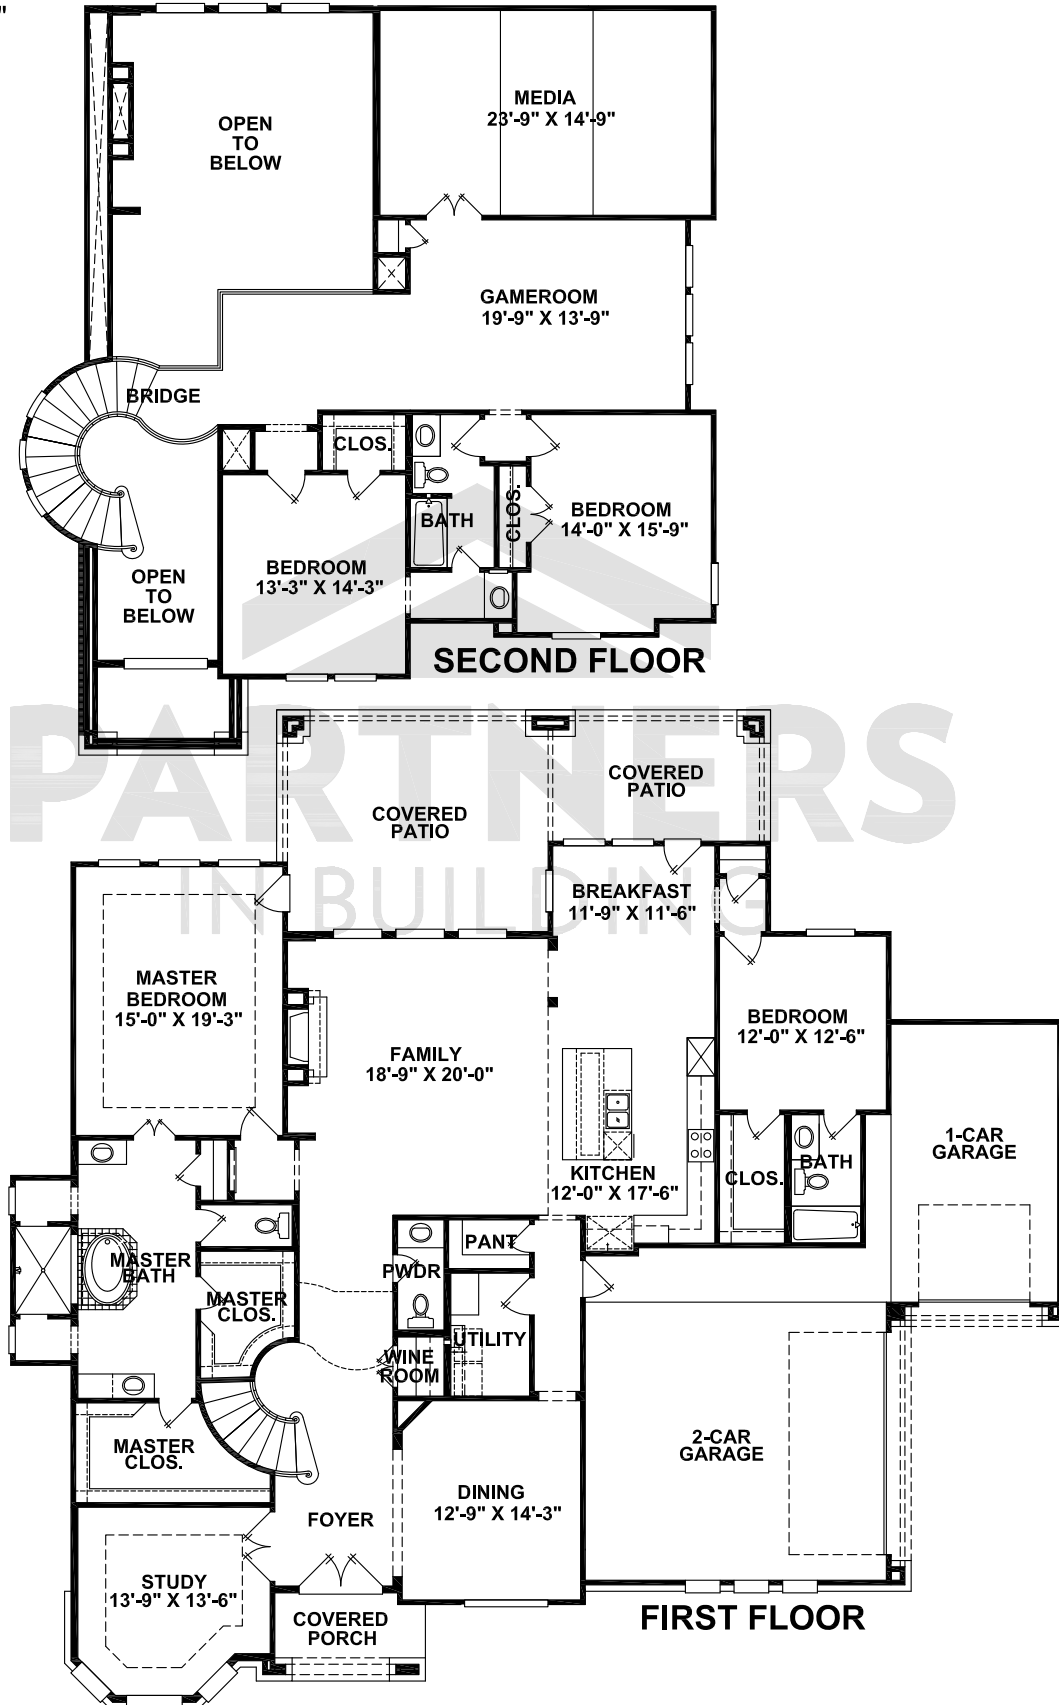 "
OPEN
TO
BELOW
MEDIA
23'-9" X 14'-9"
GAMEROOM
19'-9" X 13'-9"
BRIDGE
CLOS.
BATH
CLOS.
BEDROOM
14'-0" X 15'-9"
BEDROOM
13'-3" X 14'-3"
OPEN
TO
BELOW
SECOND FLOOR
PARTNERS
IN BUILDING
COVERED
PATIO
COVERED
PATIO
BREAKFAST
11'-9" X 11'-6"
MASTER
BEDROOM
15'-0" X 19'-3"
BEDROOM
12'-0" X 12'-6"
FAMILY
18'-9" X 20'-0"
1-CAR
GARAGE
KITCHEN
12'-0" X 17'-6"
CLOS.
BATH
MASTER
BATH
PANT
PWDR
MASTER
CLOS.
UTILITY
WINE
ROOM
MASTER
CLOS.
2-CAR
GARAGE
DINING
12'-9" X 14'-3"
FOYER
STUDY
13'-9" X 13'-6"
COVERED
PORCH
FIRST FLOOR